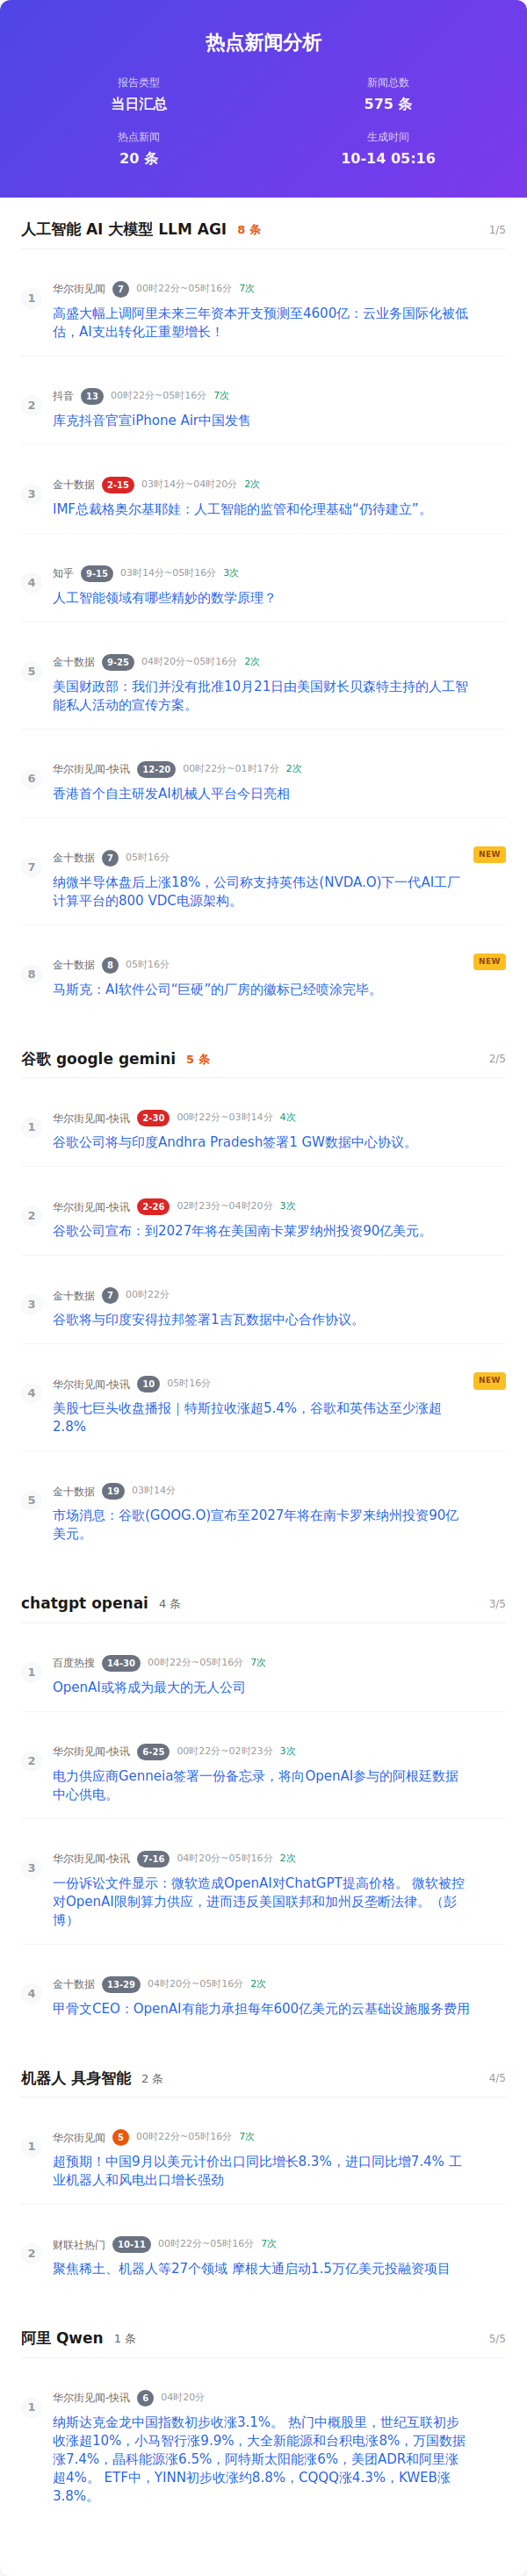 热点新闻分析
报告类型
当日汇总
新闻总数
575 条
热点新闻
20 条
生成时间
10-14 05:16
人工智能 AI 大模型 LLM AGI 8 条 1/5
1
华尔街见闻 7 00时22分~05时16分 7次
高盛大幅上调阿里未来三年资本开支预测至4600亿：云业务国际化被低
估，AI支出转化正重塑增长！
2
抖音 13 00时22分~05时16分 7次
库克抖音官宣iPhone Air中国发售
3
金十数据 2-15 03时14分~04时20分 2次
IMF总裁格奥尔基耶娃：人工智能的监管和伦理基础“仍待建立”。
4
知乎 9-15 03时14分~05时16分 3次
人工智能领域有哪些精妙的数学原理？
5
金十数据 9-25 04时20分~05时16分 2次
美国财政部：我们并没有批准10月21日由美国财长贝森特主持的人工智
能私人活动的宣传方案。
6
华尔街见闻-快讯 12-20 00时22分~01时17分 2次
香港首个自主研发AI机械人平台今日亮相
7
金十数据 7 05时16分 NEW
纳微半导体盘后上涨18%，公司称支持英伟达(NVDA.O)下一代AI工厂
计算平台的800 VDC电源架构。
8
金十数据 8 05时16分 NEW
马斯克：AI软件公司“巨硬”的厂房的徽标已经喷涂完毕。
谷歌 google gemini 5 条 2/5
1
华尔街见闻-快讯 2-30 00时22分~03时14分 4次
谷歌公司将与印度Andhra Pradesh签署1 GW数据中心协议。
2
华尔街见闻-快讯 2-26 02时23分~04时20分 3次
谷歌公司宣布：到2027年将在美国南卡莱罗纳州投资90亿美元。
3
金十数据 7 00时22分
谷歌将与印度安得拉邦签署1吉瓦数据中心合作协议。
4
华尔街见闻-快讯 10 05时16分 NEW
美股七巨头收盘播报｜特斯拉收涨超5.4%，谷歌和英伟达至少涨超
2.8%
5
金十数据 19 03时14分
市场消息：谷歌(GOOG.O)宣布至2027年将在南卡罗来纳州投资90亿
美元。
chatgpt openai 4 条 3/5
1
百度热搜 14-30 00时22分~05时16分 7次
OpenAI或将成为最大的无人公司
2
华尔街见闻-快讯 6-25 00时22分~02时23分 3次
电力供应商Genneia签署一份备忘录，将向OpenAI参与的阿根廷数据
中心供电。
3
华尔街见闻-快讯 7-16 04时20分~05时16分 2次
一份诉讼文件显示：微软造成OpenAI对ChatGPT提高价格。 微软被控
对OpenAI限制算力供应，进而违反美国联邦和加州反垄断法律。（彭
博）
4
金十数据 13-29 04时20分~05时16分 2次
甲骨文CEO：OpenAI有能力承担每年600亿美元的云基础设施服务费用
机器人 具身智能 2 条 4/5
1
华尔街见闻 5 00时22分~05时16分 7次
超预期！中国9月以美元计价出口同比增长8.3%，进口同比增7.4% 工
业机器人和风电出口增长强劲
2
财联社热门 10-11 00时22分~05时16分 7次
聚焦稀土、机器人等27个领域 摩根大通启动1.5万亿美元投融资项目
阿里 Qwen 1 条 5/5
1
华尔街见闻-快讯 6 04时20分
纳斯达克金龙中国指数初步收涨3.1%。 热门中概股里，世纪互联初步
收涨超10%，小马智行涨9.9%，大全新能源和台积电涨8%，万国数据
涨7.4%，晶科能源涨6.5%，阿特斯太阳能涨6%，美团ADR和阿里涨
超4%。 ETF中，YINN初步收涨约8.8%，CQQQ涨4.3%，KWEB涨
3.8%。